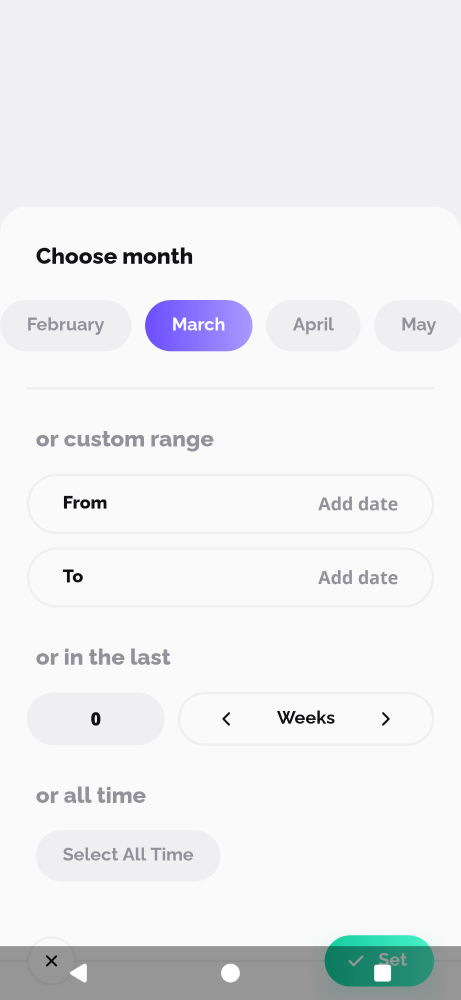 Choose month
February March April May
or custom range
From Add date
To Add date
or in the last
0 Weeks
or all time
Select All Time
Set